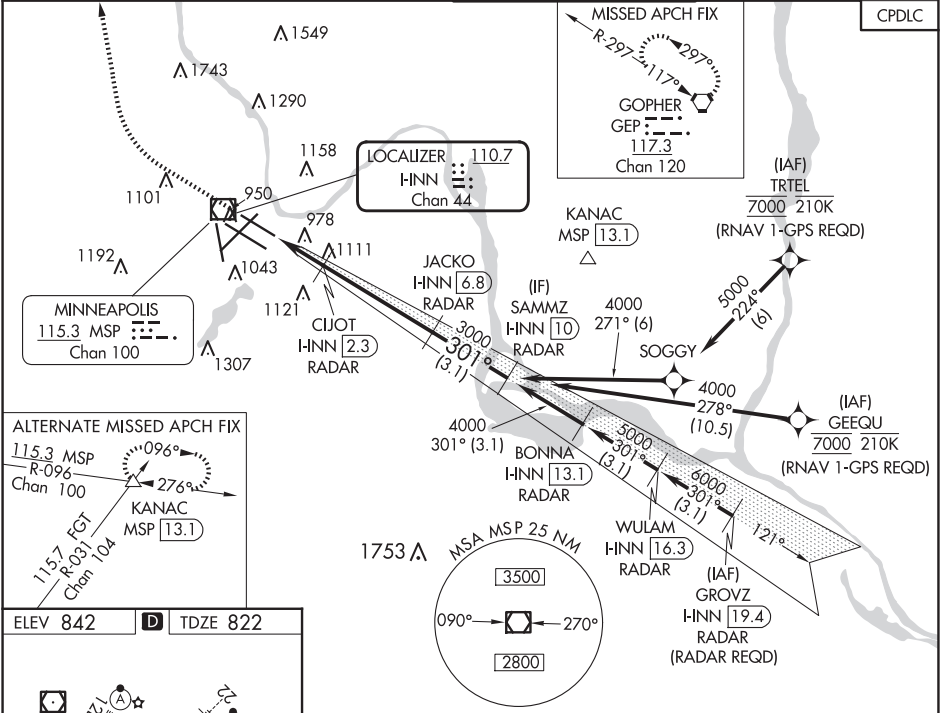 CPDLC
MISSED APCH FIX
R-297
297°
117°
GOPHER
GEP
117.3
Chan 120
1549
1743
1290
1158
LOCALIZER 110.7
I-INN
Chan 44
1101
950
978
1111
1192
1043
1121
1307
MINNEAPOLIS
115.3 MSP
Chan 100
KANAC
MSP 13.1
(IAF)
TRTEL
7000 210K
(RNAV 1-GPS REQD)
5000
224°
(6)
JACKO
I-INN 6.8
RADAR
(IF)
SAMMZ
I-INN 10
RADAR
4000
271° (6)
SOGGY
CIJOT
I-INN 2.3
RADAR
3000
301°
(3.1)
4000
278°
(10.5)
(IAF)
GEEQU
7000 210K
(RNAV 1-GPS REQD)
4000
301° (3.1)
BONNA
I-INN 13.1
RADAR
5000
301°
(3.1)
6000
301°
(3.1)
121°
WULAM
I-INN 16.3
RADAR
(IAF)
GROVZ
I-INN 19.4
RADAR
(RADAR REQD)
ALTERNATE MISSED APCH FIX
115.3 MSP
R-096
Chan 100
096°
276°
KANAC
MSP 13.1
115.7 FGT
R-031
Chan 104
1753
MSA MSP 25 NM
3500
090°
270°
2800
ELEV 842
D
TDZE 822
12L
A
22